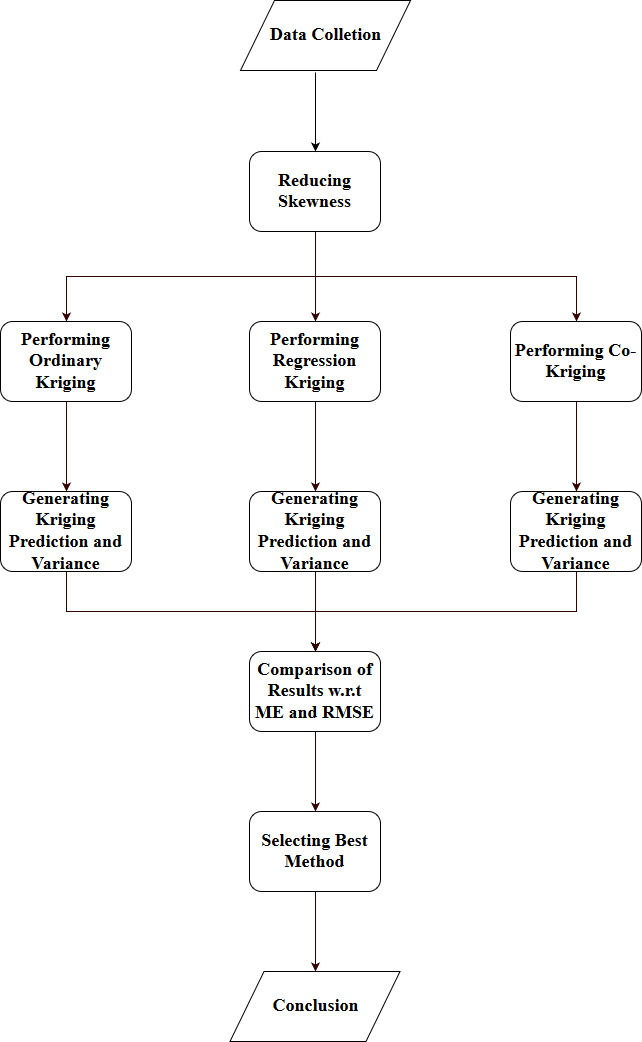 Data Colletion
Reducing
Skewness
Performing
Ordinary
Kriging
Performing
Regression
Kriging
Performing Co-
Kriging
Generating
Kriging
Prediction and
Variance
Generating
Kriging
Prediction and
Variance
Generating
Kriging
Prediction and
Variance
Comparison of
Results w.r.t
ME and RMSE
Selecting Best
Method
Conclusion